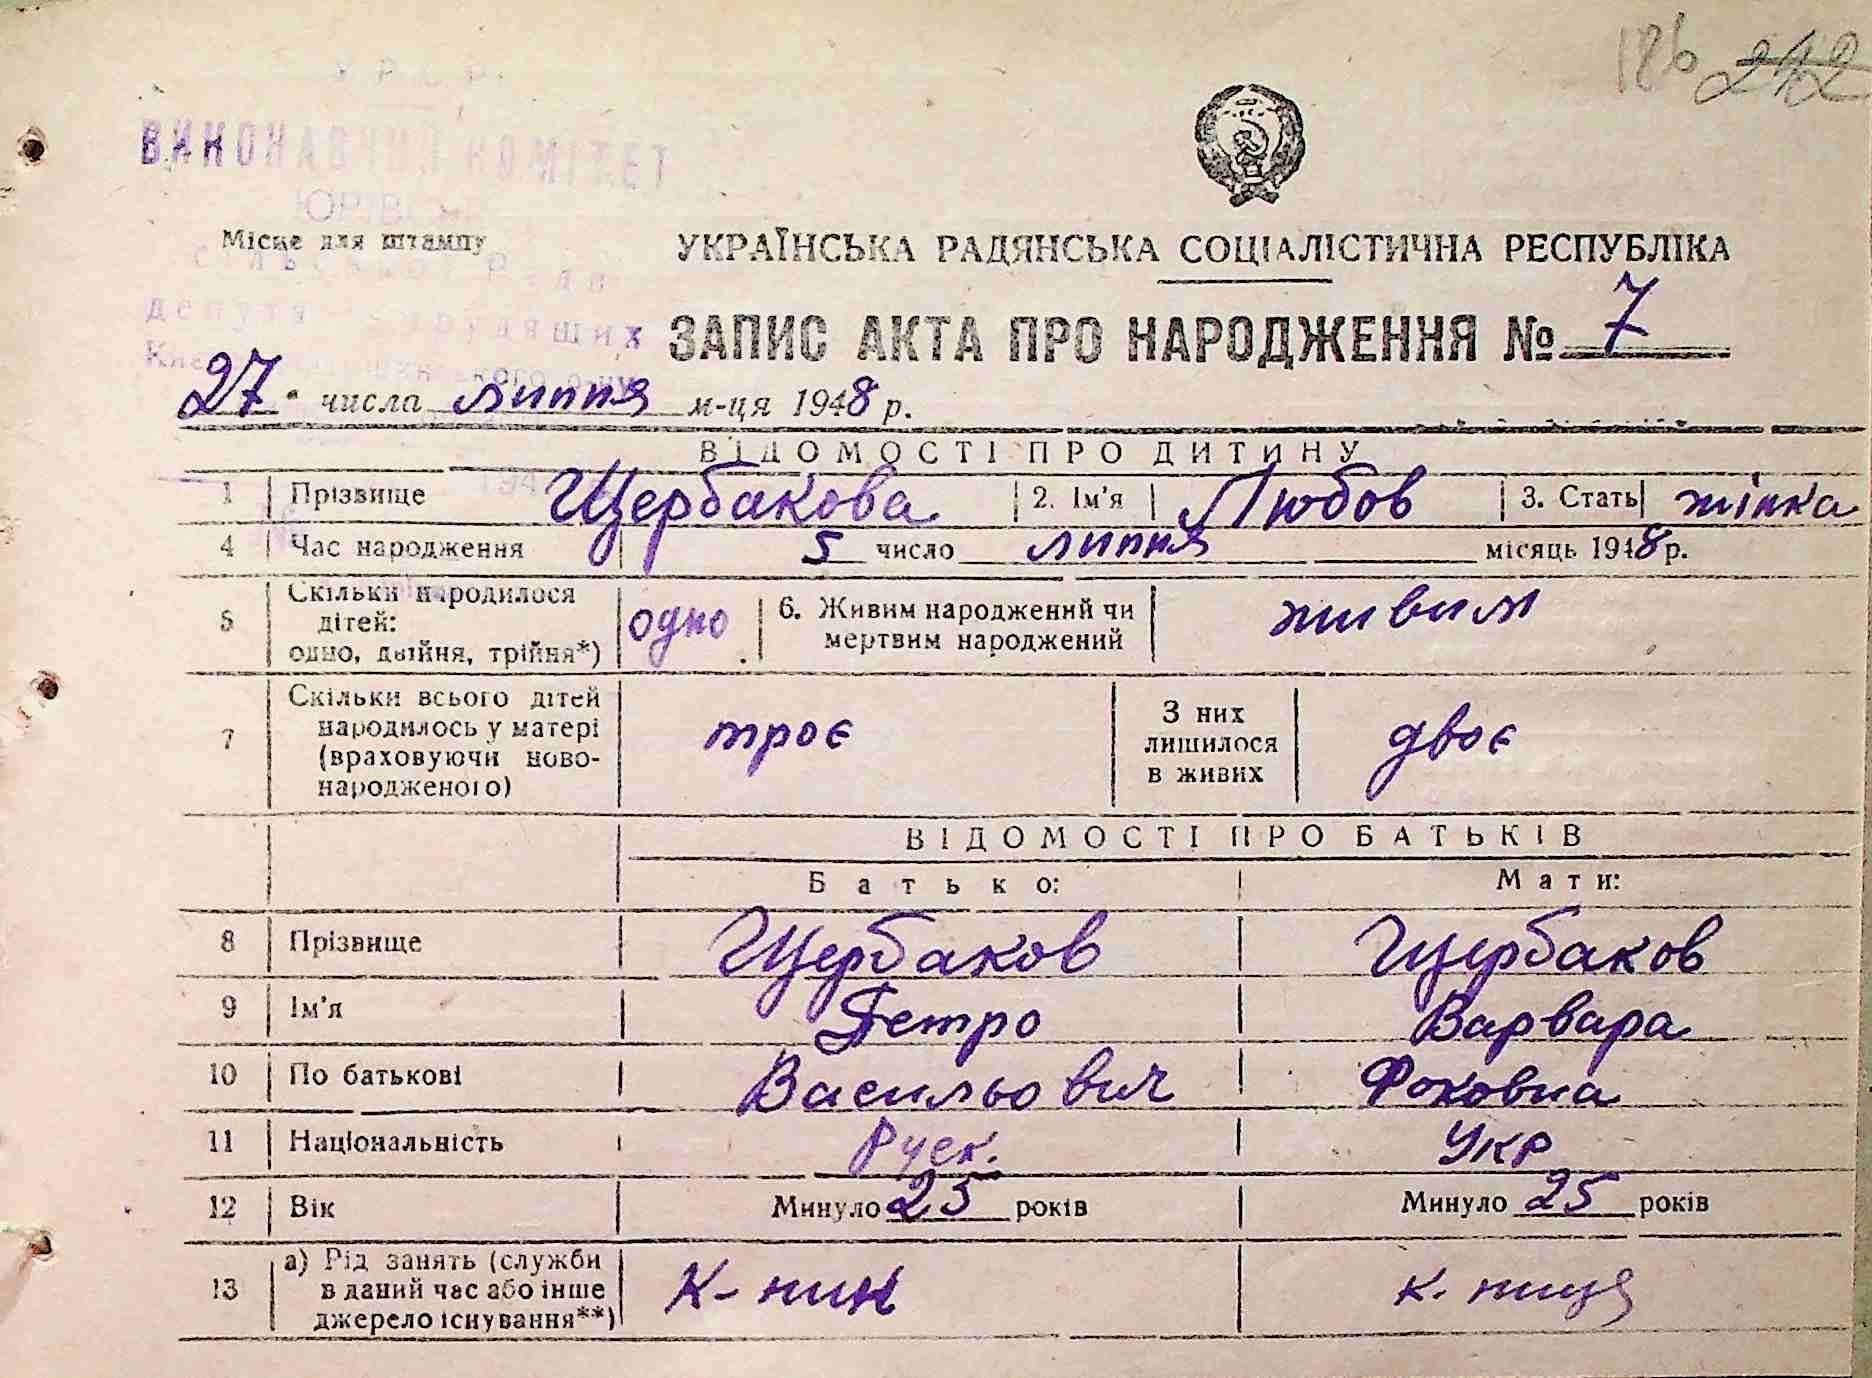 126 242
УРСР
ВИКОНАВЧИЙ КОМІТЕТ
Місце для штампу
УКРАЇНСЬКА РАДЯНСЬКА СОЦІАЛІСТИЧНА РЕСПУБЛІКА
ЗАПИС АКТА ПРО НАРОДЖЕННЯ № 7
27 числа липня м-ця 1948 р.
ВІДОМОСТІ ПРО ДИТИНУ
1 Прізвище Щербакова 2. Ім'я Любов 3. Стать жінка
4 Час народження 5 число липня місяць 1948 р.
5 Скільки народилося
дітей:
одно, двійня, трійня*) одно 6. Живим народжений чи
мертвим народжений живим
7 Скільки всього дітей
народилось у матері
(враховуючи ново-
народженого) троє З них
лишилося
в живих двоє
ВІДОМОСТІ ПРО БАТЬКІВ
Батько: Мати:
8 Прізвище Щербаков Щербаков
9 Ім'я Петро Варвара
10 По батькові Васильович Фоковна
11 Національність Руск. Укр
12 Вік Минуло 25 років Минуло 25 років
13 а) Рід занять (служби
в даний час або інше
джерело існування**) К-ник к. ниця